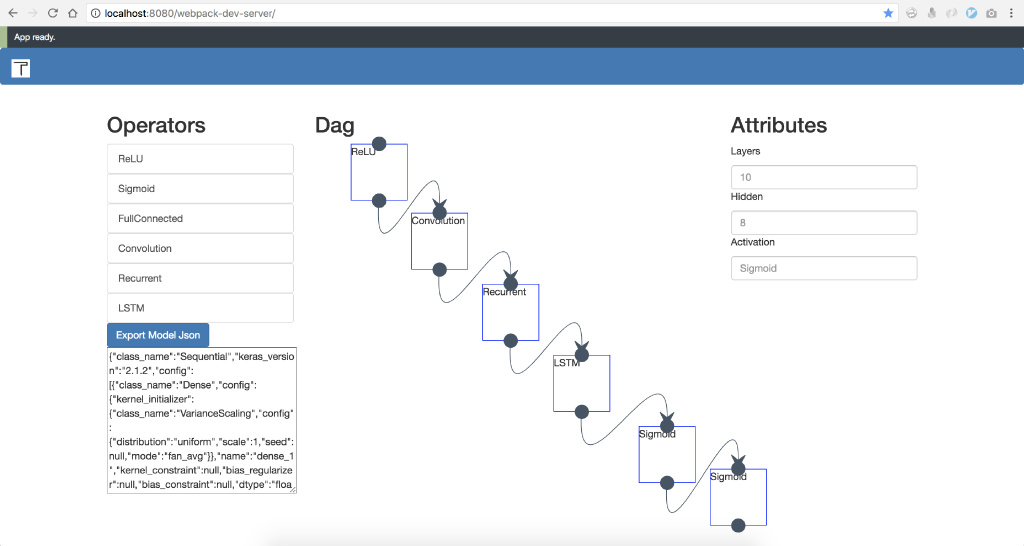 localhost:8080/webpack-dev-server/
App ready.
Operators
ReLU
Sigmoid
FullConnected
Convolution
Recurrent
LSTM
Export Model Json
{"class_name":"Sequential","keras_versio
n":"2.1.2","config":
[{"class_name":"Dense","config":
{"kernel_initializer":
{"class_name":"VarianceScaling","config"
:
{"distribution":"uniform","scale":1,"seed":
null,"mode":"fan_avg"}},"name":"dense_1
","kernel_constraint":null,"bias_regularize
r":null,"bias_constraint":null,"dtype":"floa
Dag
ReLU
Convolution
Recurrent
LSTM
Sigmoid
Sigmoid
Attributes
Layers
10
Hidden
8
Activation
Sigmoid